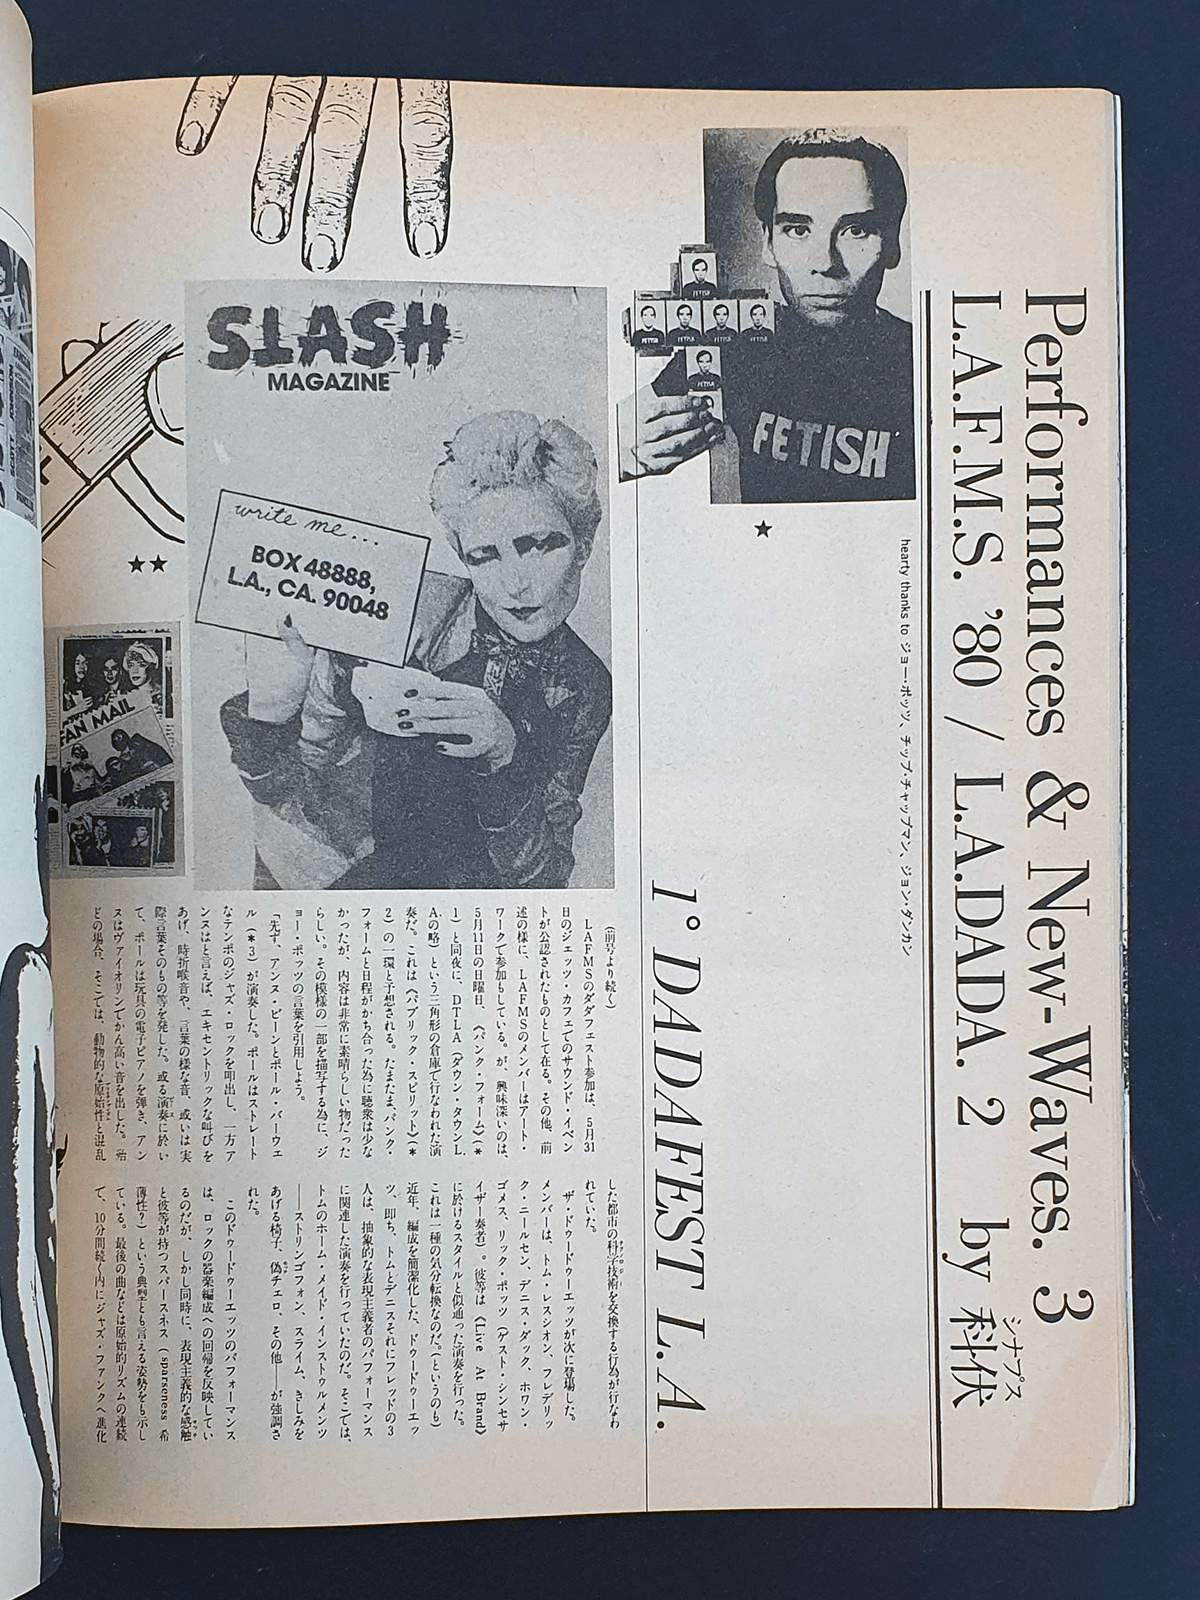 Performances & New-Waves. 3
L.A.F.M.S. '80 / L.A.DADA. 2 by 科伏
シナプス
hearty thanks to ジョー・ポッツ、チップ・チャップマン、ジョン・ダンカン
FETISH
★
1° DADAFEST L.A.
SLASH
MAGAZINE
write me...
BOX 48888,
L.A., CA. 90048
★★
FAN MAIL
(前号より続く)
LAFMSのダダフェスト参加は、5月31
日のジェッツ・カフェでのサウンド・イベン
トが公認されたものとして在る。その他、前
述の様に、LAFMSのメンバーはアート・
ワークで参加もしている。が、興味深いのは、
5月11日の日曜日、《パンク・フォーム》(*
1)と同夜に、DTLA(ダウン・タウンL.
A.の略)という三角形の倉庫で行なわれた演
奏だ。これは《パブリック・スピリット》(*
2)の一環と予想される。たまたま、パンク・
フォームと日程がかち合った為に聴衆は少な
かったが、内容は非常に素晴らしい物だった
らしい。その模様の一部を描写する為に、ジ
ョー・ポッツの言葉を引用しよう。
「先ず、アンヌ・ビーンとポール・バーウェ
ル(*3)が演奏した。ポールはストレート
なテンポのジャズ・ロックを叩出し、一方ア
ンヌはと言えば、エキセントリックな叫びを
あげ、時折喉音や、言葉の様な音、或いは実
際言葉そのもの等を発した。或る演奏に於い
て、ポールは玩具の電子ピアノを弾き、アン
ヌはヴァイオリンでかん高い音を出した。殆
どの場合、そこでは、動物的な原始性と混乱
した都市の科学技術を交換する行為が行なわ
れていた。
ザ・ドゥードゥーエッツが次に登場した。
メンバーは、トム・レスシオン、フレデリッ
ク・ニールセン、デニス・ダック、ホワン・
ゴメス、リック・ポッツ(ゲスト・シンセサ
イザー奏者)。彼等は《Live At Brand》
に於けるスタイルと似通った演奏を行った。
これは一種の気分転換なのだ。(というのも)
近年、編成を簡潔化した、ドゥードゥーエッ
ツ、即ち、トムとデニスそれにフレッドの3
人は、抽象的な表現主義者のパフォーマンス
に関連した演奏を行っていたのだ。そこでは、
トムのホーム・メイド・インストゥルメンツ
――ストリンゴフォン、スライム、きしみを
あげる椅子、偽チェロ、その他――が強調さ
れた。
このドゥードゥーエッツのパフォーマンス
は、ロックの器楽編成への回帰を反映してい
るのだが、しかし同時に、表現主義的な感触
と彼等が持つスパースネス(sparseness 希
薄性?)という典型とも言える姿勢をも示し
ている。最後の曲などは原始的リズムの連続
で、10分間続く内にジャズ・ファンクへ進化